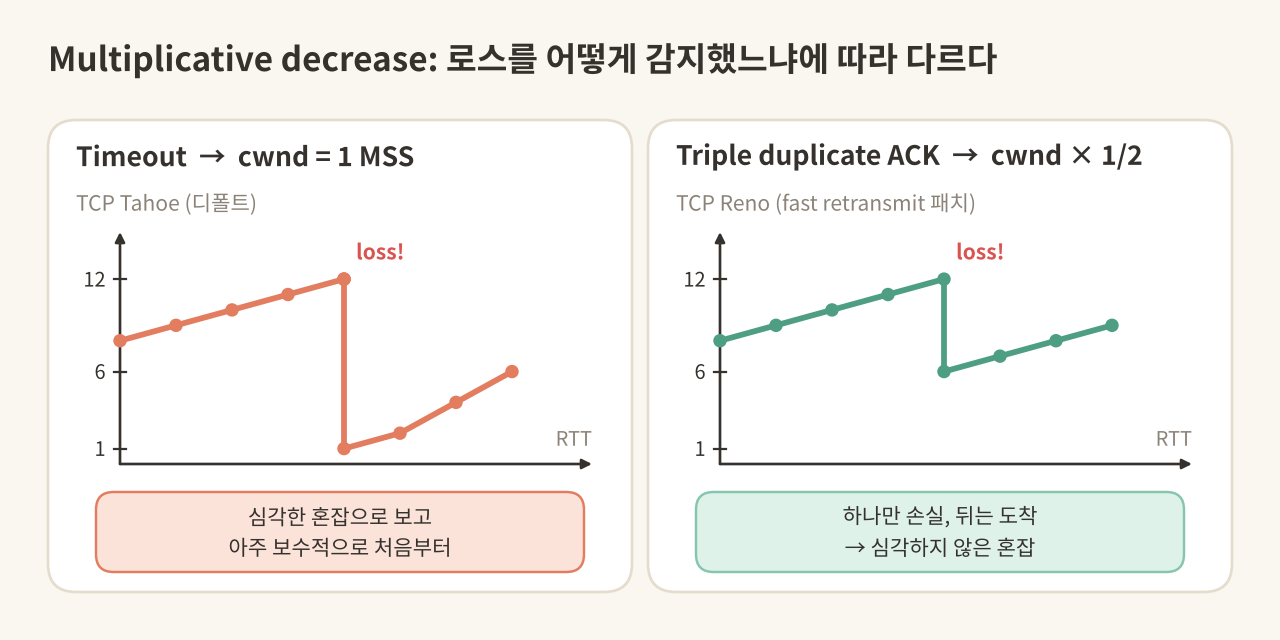 Multiplicative decrease: 로스를 어떻게 감지했느냐에 따라 다르다
Timeout → cwnd = 1 MSS
TCP Tahoe (디폴트)
loss!
12
6
1
RTT
심각한 혼잡으로 보고
아주 보수적으로 처음부터
Triple duplicate ACK → cwnd × 1/2
TCP Reno (fast retransmit 패치)
loss!
12
6
1
RTT
하나만 손실, 뒤는 도착
→ 심각하지 않은 혼잡